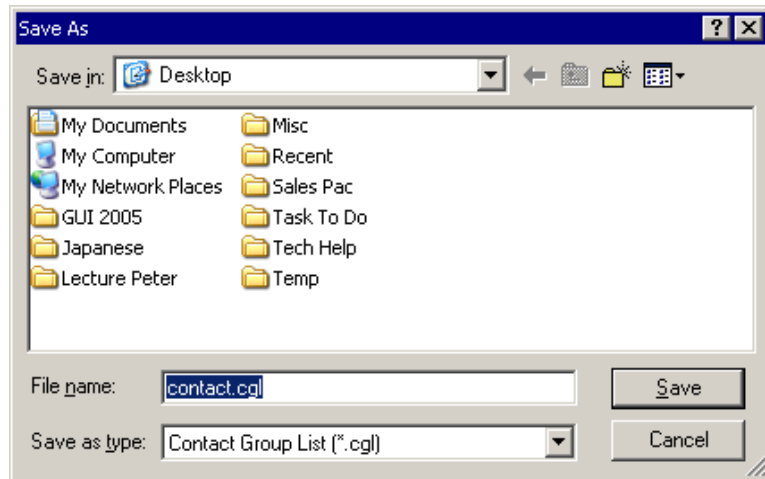 Save As
Save in: Desktop
My Documents Misc
My Computer Recent
My Network Places Sales Pac
GUI 2005 Task To Do
Japanese Tech Help
Lecture Peter Temp
File name: contact.cgl Save
Save as type: Contact Group List (*.cgl) Cancel